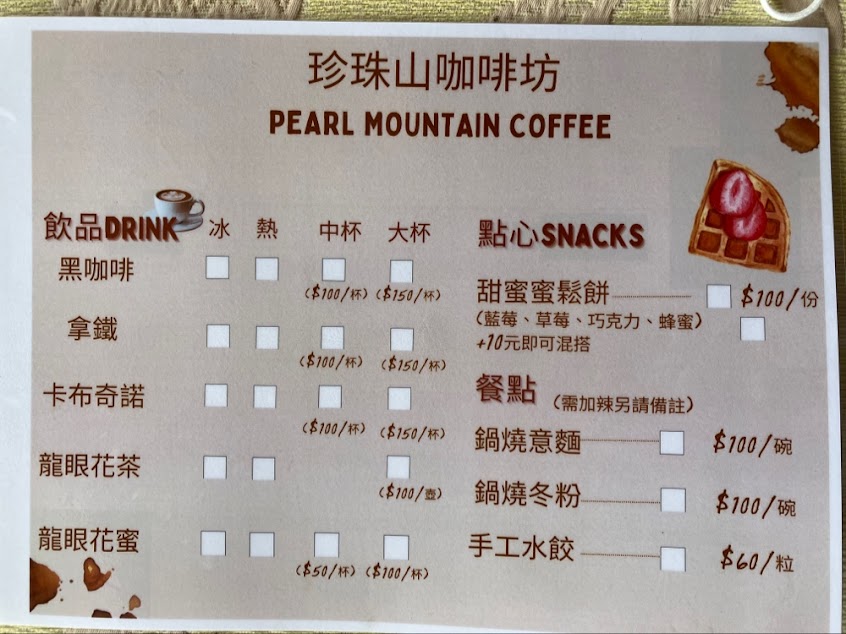 珍珠山咖啡坊
PEARL MOUNTAIN COFFEE
飲品DRINK 冰 熱 中杯 大杯
黑咖啡
($100/杯) ($150/杯)
拿鐵
($100/杯) ($150/杯)
卡布奇諾
($100/杯) ($150/杯)
龍眼花茶
($100/壺)
龍眼花蜜
($50/杯) ($100/杯)
點心SNACKS
甜蜜蜜鬆餅 $100/份
(藍莓、草莓、巧克力、蜂蜜)
+10元即可混搭
餐點 (需加辣另請備註)
鍋燒意麵 $100/碗
鍋燒冬粉 $100/碗
手工水餃 $60/粒